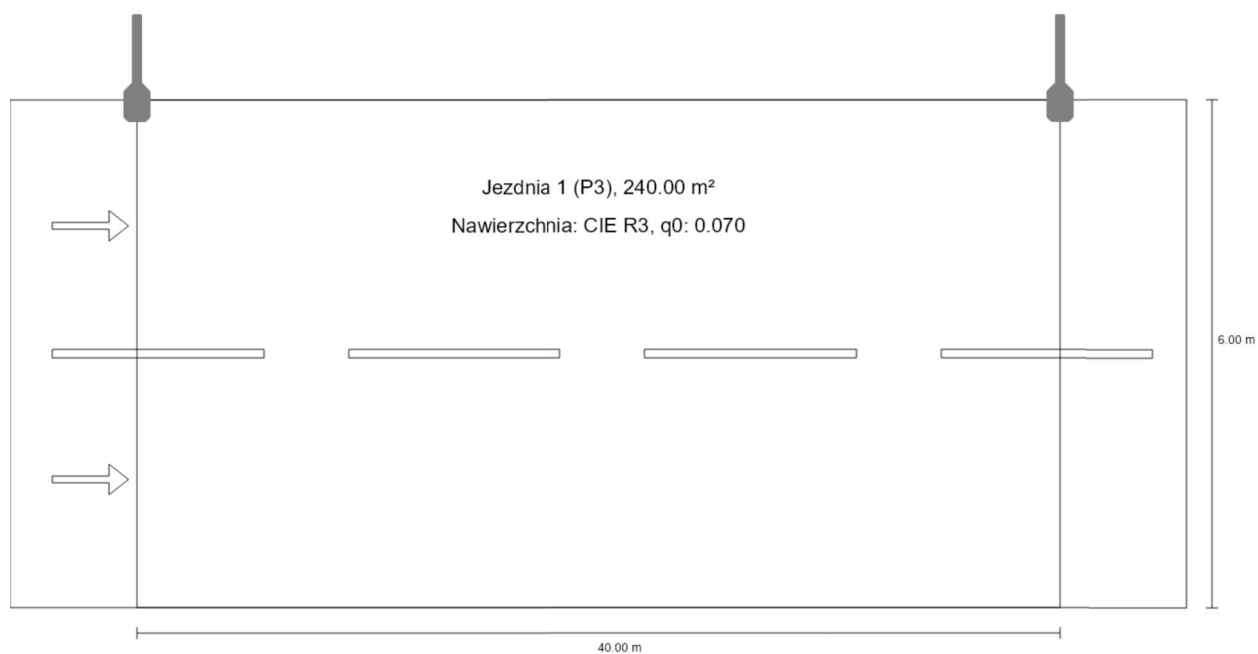 Jezdnia 1 (P3), 240.00 m²
Nawierzchnia: CIE R3, q0: 0.070
6.00 m
40.00 m